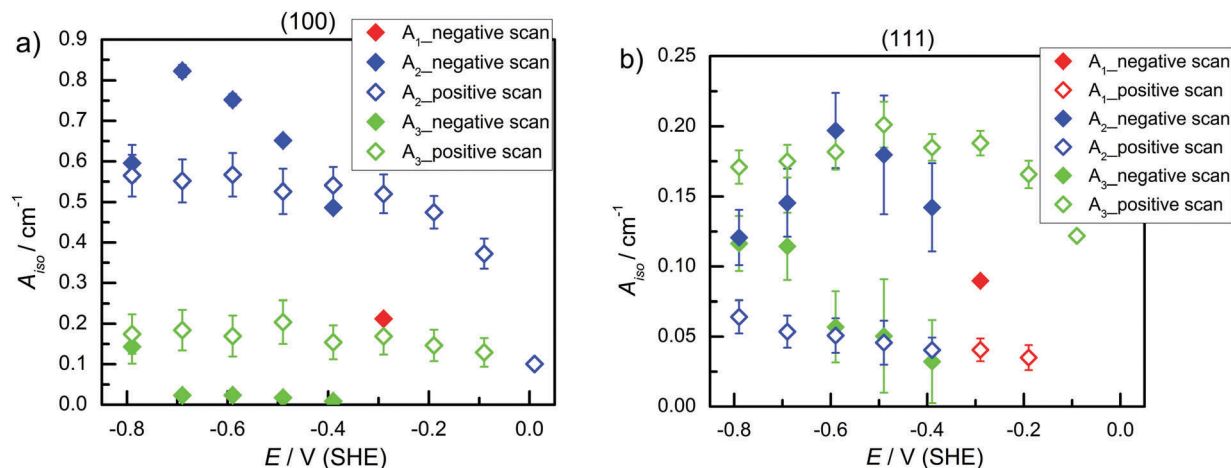 a)
(100)
A₁_negative scan
A₂_negative scan
A₂_positive scan
A₃_negative scan
A₃_positive scan
0.9
0.8
0.7
0.6
0.5
0.4
0.3
0.2
0.1
0.0
Aiso / cm⁻¹
-0.8 -0.6 -0.4 -0.2 0.0
E / V (SHE)
b)
(111)
A₁_negative scan
A₁_positive scan
A₂_negative scan
A₂_positive scan
A₃_negative scan
A₃_positive scan
0.25
0.20
0.15
0.10
0.05
0.00
Aiso / cm⁻¹
-0.8 -0.6 -0.4 -0.2 0.0
E / V (SHE)